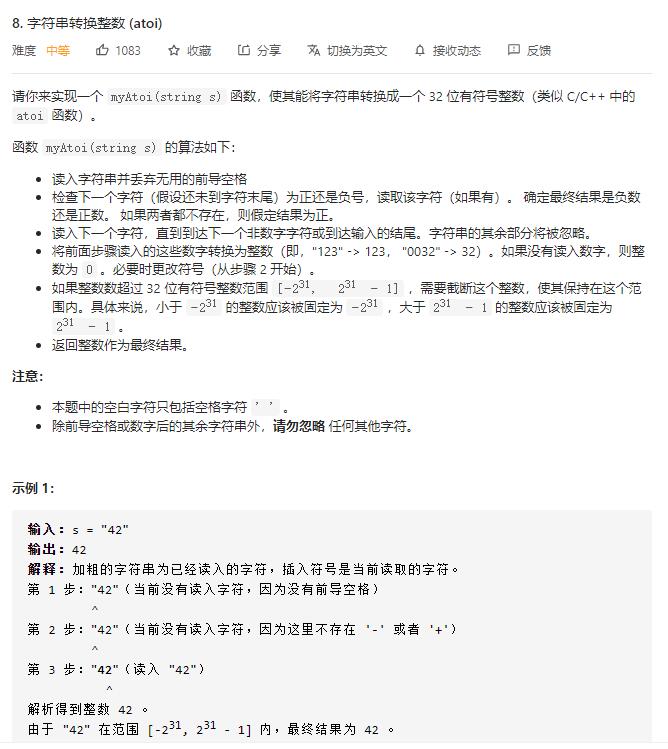 8. 字符串转换整数 (atoi)
难度 中等 1083 收藏 分享 切换为英文 接收动态 反馈
请你来实现一个 myAtoi(string s) 函数，使其能将字符串转换成一个 32 位有符号整数（类似 C/C++ 中的
atoi 函数）。
函数 myAtoi(string s) 的算法如下：
• 读入字符串并丢弃无用的前导空格
• 检查下一个字符（假设还未到字符末尾）为正还是负号，读取该字符（如果有）。 确定最终结果是负数
还是正数。 如果两者都不存在，则假定结果为正。
• 读入下一个字符，直到到达下一个非数字字符或到达输入的结尾。字符串的其余部分将被忽略。
• 将前面步骤读入的这些数字转换为整数（即，"123" -> 123， "0032" -> 32）。如果没有读入数字，则整
数为 0 。必要时更改符号（从步骤 2 开始）。
• 如果整数数超过 32 位有符号整数范围 [−2³¹, 2³¹ − 1] ，需要截断这个整数，使其保持在这个范
围内。具体来说，小于 −2³¹ 的整数应该被固定为 −2³¹ ，大于 2³¹ − 1 的整数应该被固定为
2³¹ − 1 。
• 返回整数作为最终结果。
注意：
• 本题中的空白字符只包括空格字符 ' ' 。
• 除前导空格或数字后的其余字符串外，请勿忽略 任何其他字符。
示例 1：
输入：s = "42"
输出：42
解释：加粗的字符串为已经读入的字符，插入符号是当前读取的字符。
第 1 步："42"（当前没有读入字符，因为没有前导空格）
^
第 2 步："42"（当前没有读入字符，因为这里不存在 '-' 或者 '+'）
^
第 3 步："42"（读入 "42"）
^
解析得到整数 42 。
由于 "42" 在范围 [-2³¹, 2³¹ - 1] 内，最终结果为 42 。